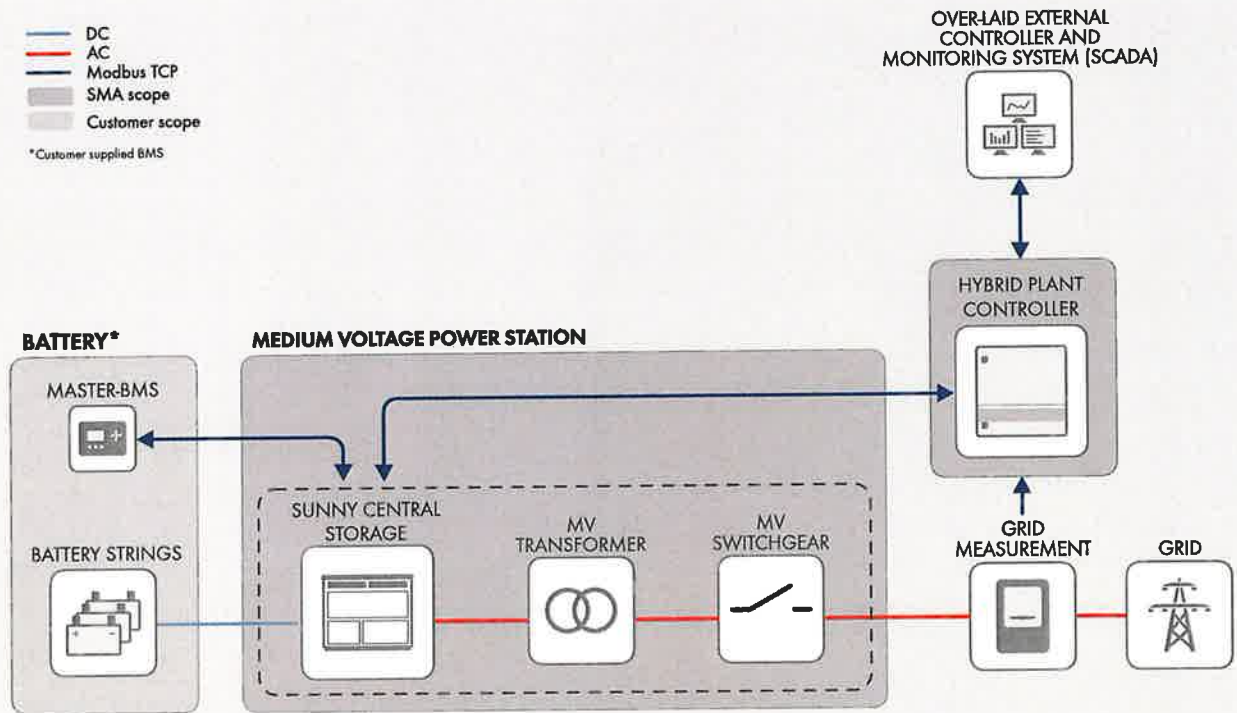 DC
AC
Modbus TCP
SMA scope
Customer scope
*Customer supplied BMS
OVER-LAID EXTERNAL
CONTROLLER AND
MONITORING SYSTEM (SCADA)
HYBRID PLANT
CONTROLLER
BATTERY*
MEDIUM VOLTAGE POWER STATION
MASTER-BMS
SUNNY CENTRAL
STORAGE
MV
TRANSFORMER
MV
SWITCHGEAR
BATTERY STRINGS
GRID
MEASUREMENT
GRID